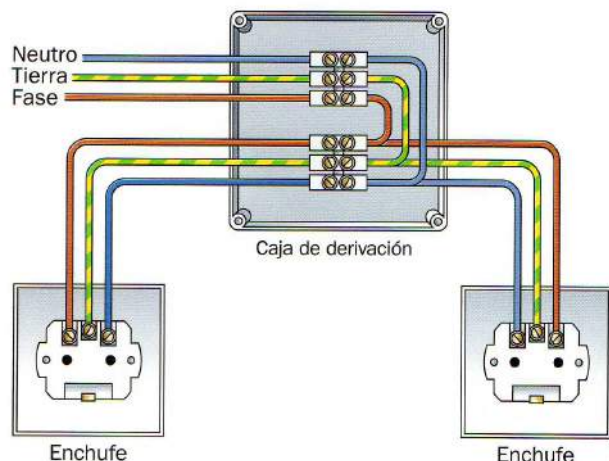 Neutro
Tierra
Fase
Caja de derivación
Enchufe
Enchufe